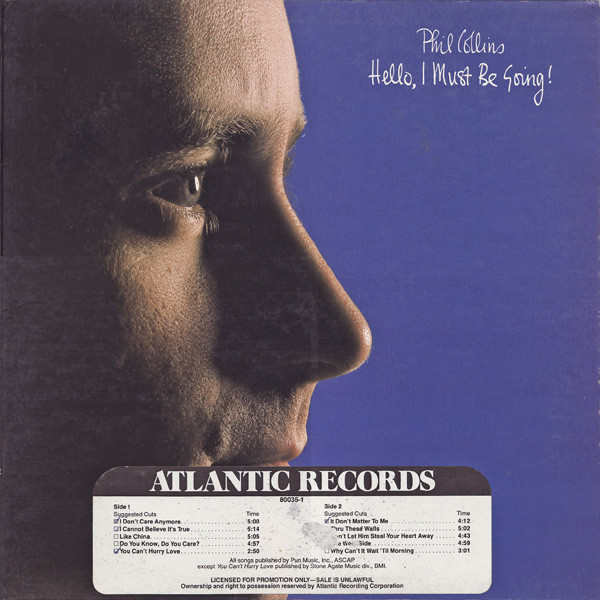 Phil Collins
Hello, I Must Be Going!
ATLANTIC RECORDS
80035-1
Side 1
Suggested Cuts Time
I Don't Care Anymore 5:00
I Cannot Believe It's True 5:14
Like China 5:05
Do You Know, Do You Care? 4:57
You Can't Hurry Love 2:50
Side 2
Suggested Cuts Time
It Don't Matter To Me 4:12
Thru These Walls 5:02
Don't Let Him Steal Your Heart Away 4:43
Side 4:59
Why Can't It Wait 'Til Morning 3:01
All songs published by Pun Music, Inc., ASCAP
except You Can't Hurry Love published by Stone Agate Music div., BMI.
LICENSED FOR PROMOTION ONLY—SALE IS UNLAWFUL
Ownership and right to possession reserved by Atlantic Recording Corporation